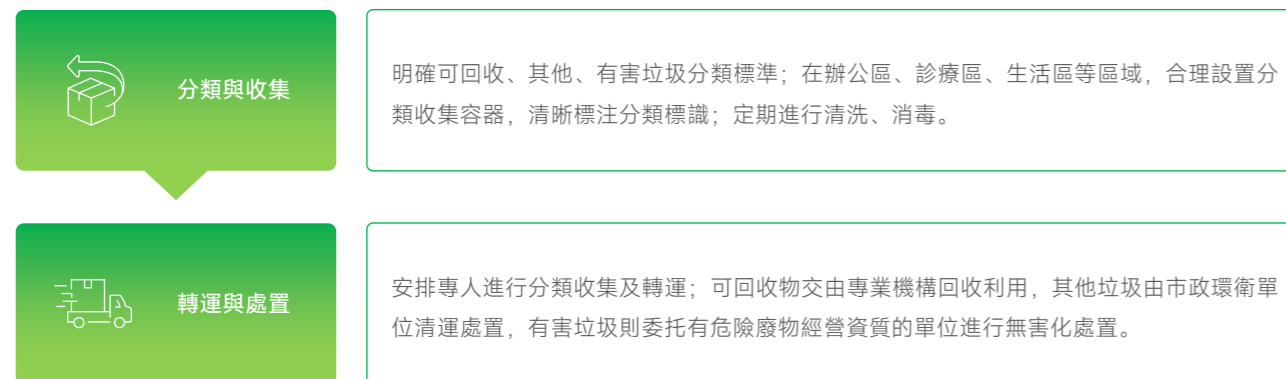 分類與收集
明確可回收、其他、有害垃圾分類標準；在辦公區、診療區、生活區等區域，合理設置分
類收集容器，清晰標注分類標識；定期進行清洗、消毒。
轉運與處置
安排專人進行分類收集及轉運；可回收物交由專業機構回收利用，其他垃圾由市政環衛單
位清運處置，有害垃圾則委托有危險廢物經營資質的單位進行無害化處置。